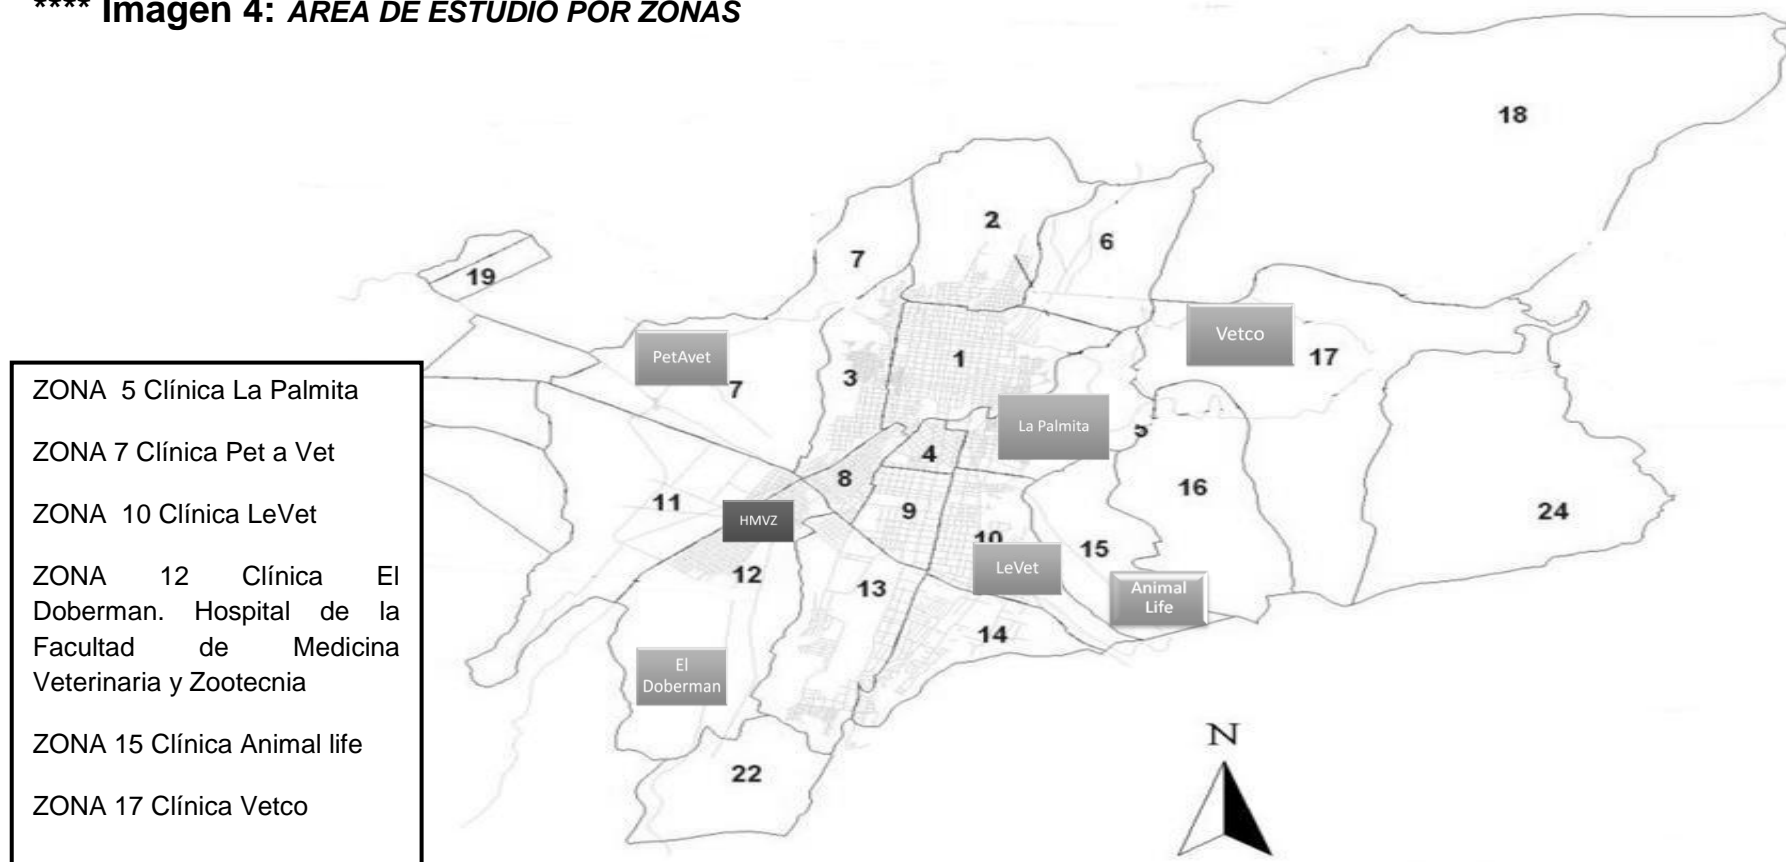 **** Imagen 4: AREA DE ESTUDIO POR ZONAS
18
2
6
7
19
PetAvet
7
3
1
Vetco
17
La Palmita
5
4
8
11
HMVZ
9
10
16
24
12
13
LeVet
15
Animal
Life
14
El
Doberman
22
N
ZONA 5 Clínica La Palmita
ZONA 7 Clínica Pet a Vet
ZONA 10 Clínica LeVet
ZONA 12 Clínica El
Doberman. Hospital de la
Facultad de Medicina
Veterinaria y Zootecnia
ZONA 15 Clínica Animal life
ZONA 17 Clínica Vetco